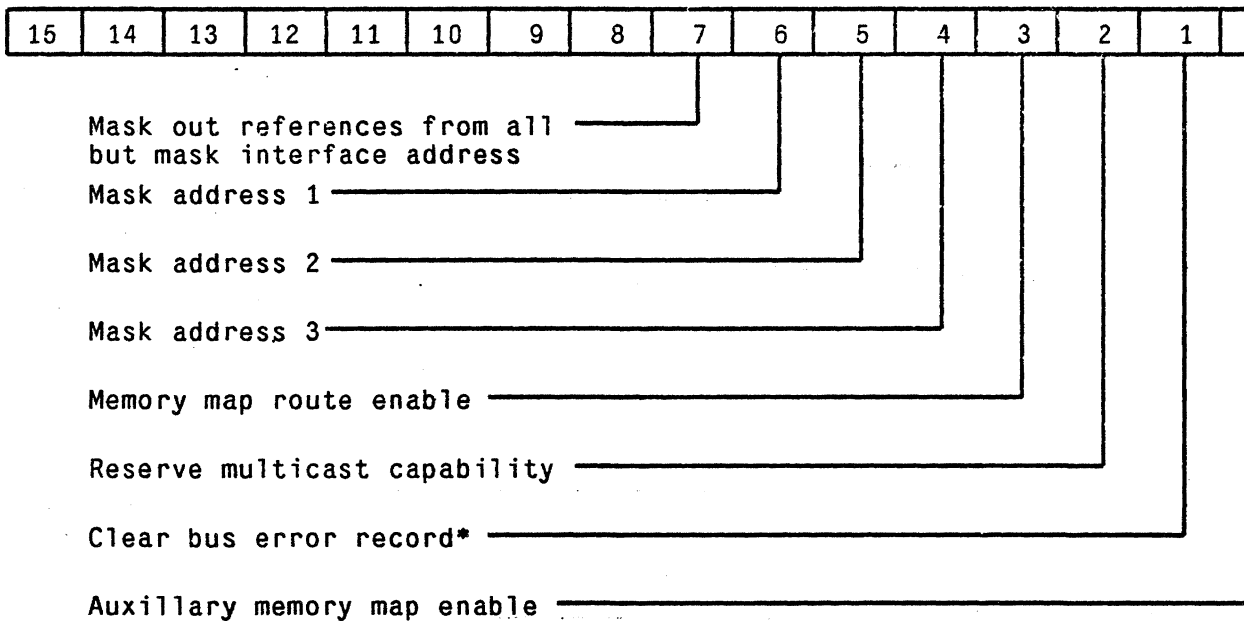 15 14 13 12 11 10 9 8 7 6 5 4 3 2 1
Mask out references from all
but mask interface address
Mask address 1
Mask address 2
Mask address 3
Memory map route enable
Reserve multicast capability
Clear bus error record*
Auxillary memory map enable